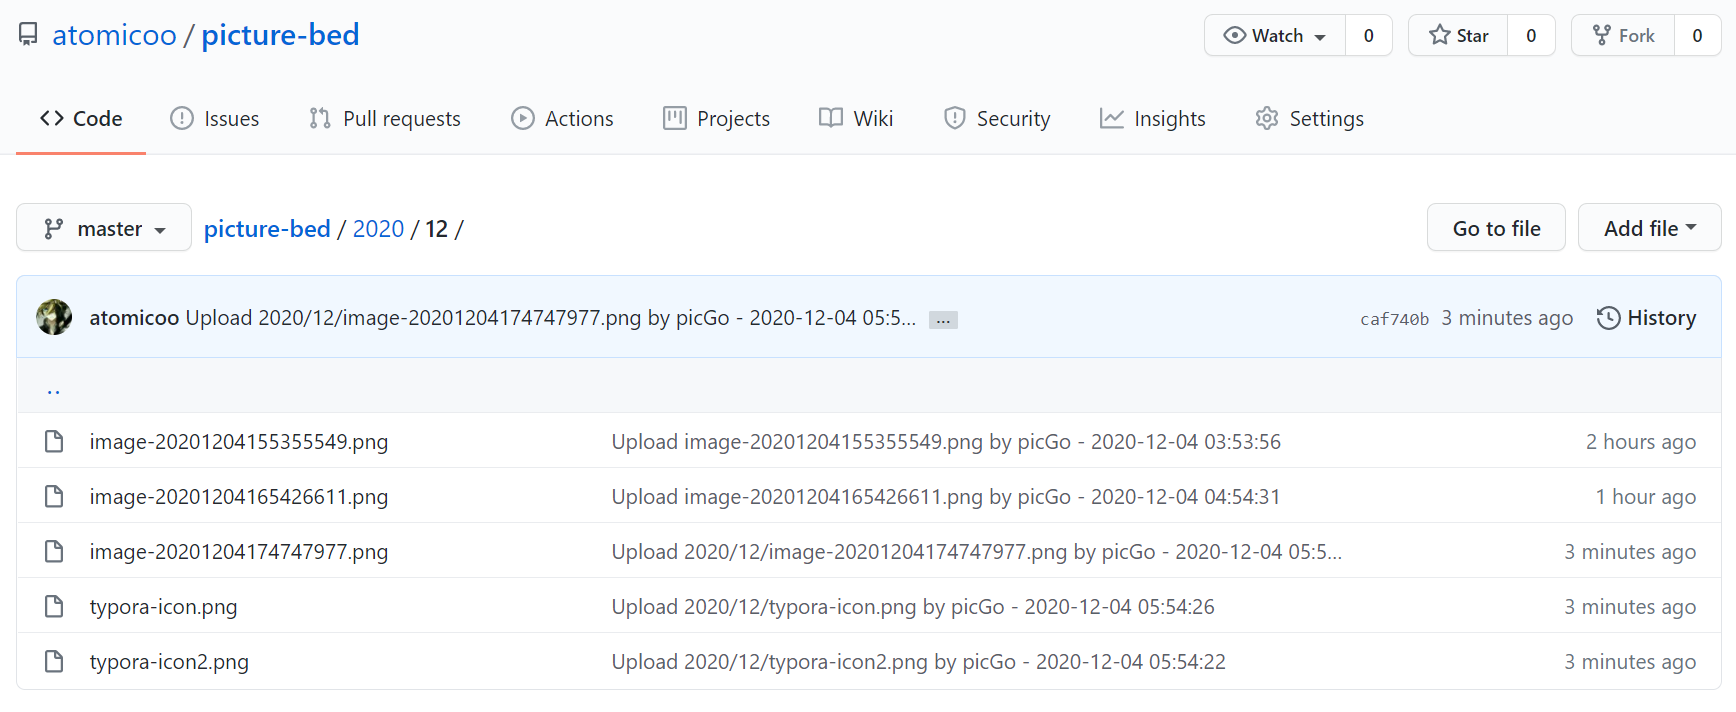 atomicoo / picture-bed
Watch 0 Star 0 Fork 0
Code Issues Pull requests Actions Projects Wiki Security Insights Settings
master picture-bed / 2020 / 12 / Go to file Add file
atomicoo Upload 2020/12/image-20201204174747977.png by picGo - 2020-12-04 05:5... ... caf740b 3 minutes ago History
..
image-20201204155355549.png Upload image-20201204155355549.png by picGo - 2020-12-04 03:53:56 2 hours ago
image-20201204165426611.png Upload image-20201204165426611.png by picGo - 2020-12-04 04:54:31 1 hour ago
image-20201204174747977.png Upload 2020/12/image-20201204174747977.png by picGo - 2020-12-04 05:5... 3 minutes ago
typora-icon.png Upload 2020/12/typora-icon.png by picGo - 2020-12-04 05:54:26 3 minutes ago
typora-icon2.png Upload 2020/12/typora-icon2.png by picGo - 2020-12-04 05:54:22 3 minutes ago